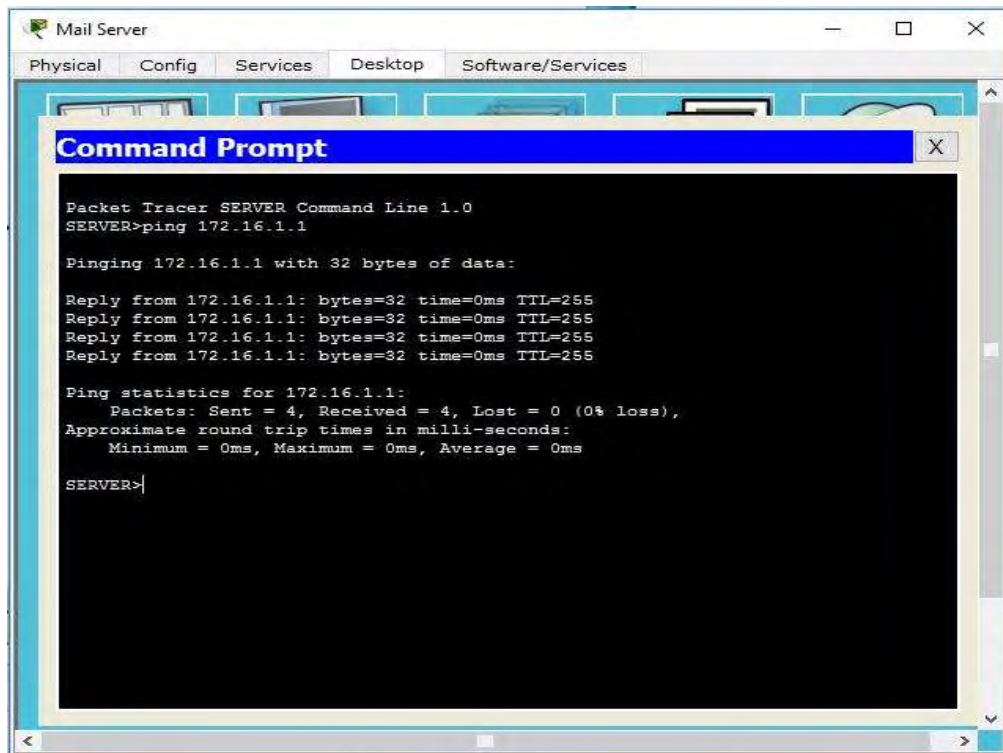 Mail Server
Physical Config Services Desktop Software/Services
Command Prompt
X
Packet Tracer SERVER Command Line 1.0
SERVER>ping 172.16.1.1
Pinging 172.16.1.1 with 32 bytes of data:
Reply from 172.16.1.1: bytes=32 time=0ms TTL=255
Reply from 172.16.1.1: bytes=32 time=0ms TTL=255
Reply from 172.16.1.1: bytes=32 time=0ms TTL=255
Reply from 172.16.1.1: bytes=32 time=0ms TTL=255
Ping statistics for 172.16.1.1:
Packets: Sent = 4, Received = 4, Lost = 0 (0% loss),
Approximate round trip times in milli-seconds:
Minimum = 0ms, Maximum = 0ms, Average = 0ms
SERVER>